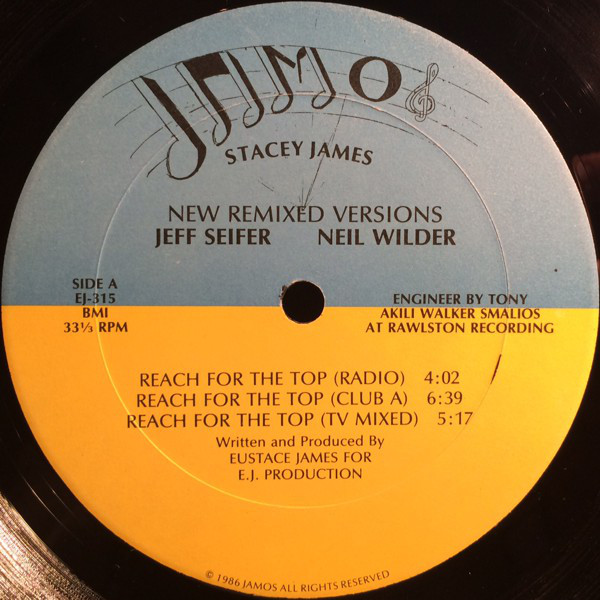 JAMOS
STACEY JAMES
NEW REMIXED VERSIONS
JEFF SEIFER NEIL WILDER
SIDE A
EJ-315
BMI
33⅓ RPM
ENGINEER BY TONY
AKILI WALKER SMALIOS
AT RAWLSTON RECORDING
REACH FOR THE TOP (RADIO) 4:02
REACH FOR THE TOP (CLUB A) 6:39
REACH FOR THE TOP (TV MIXED) 5:17
Written and Produced By
EUSTACE JAMES FOR
E.J. PRODUCTION
© 1986 JAMOS ALL RIGHTS RESERVED